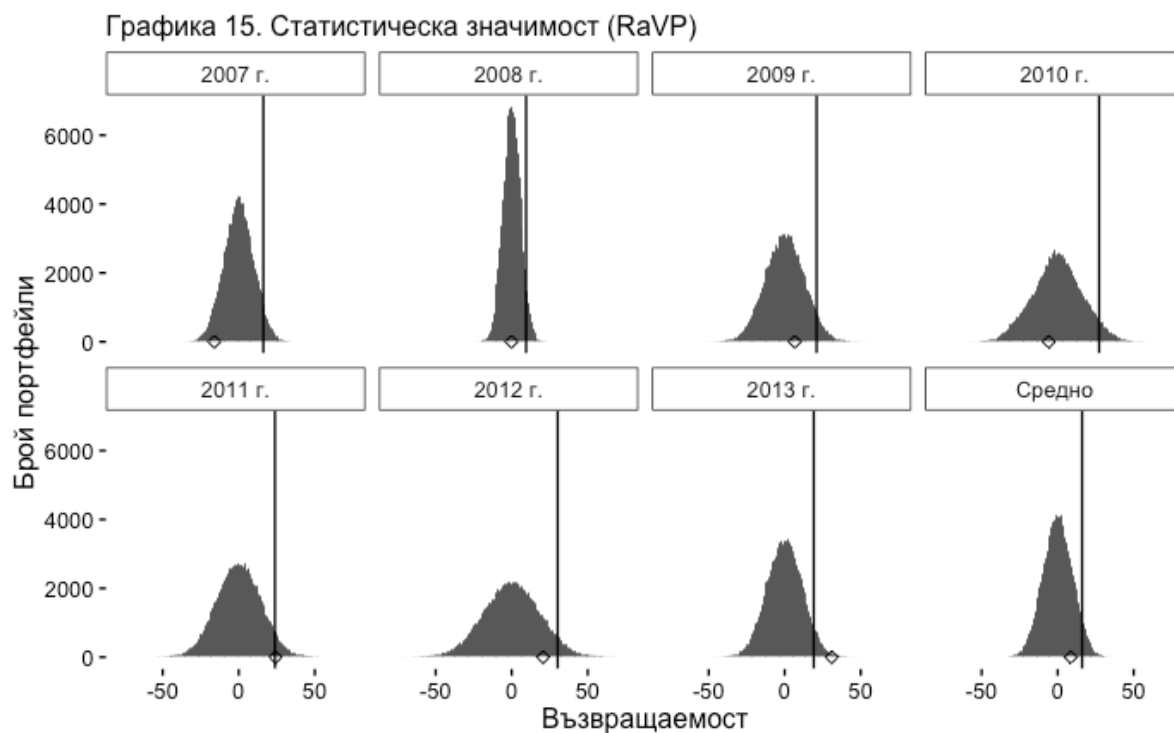 Графика 15. Статистическа значимост (RaVP)
2007 г.
2008 г.
2009 г.
2010 г.
6000
4000
2000
0
2011 г.
2012 г.
2013 г.
Средно
6000
4000
2000
0
Брой портфейли
-50 0 50 -50 0 50 -50 0 50 -50 0 50
Възвращаемост